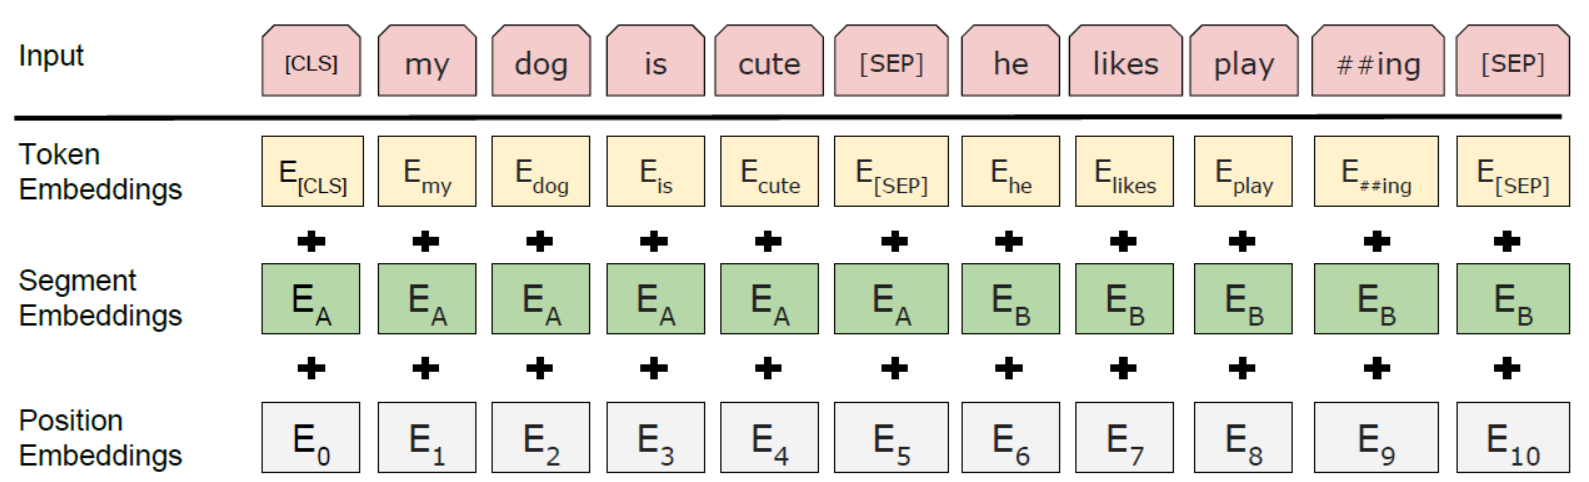 Input [CLS] my dog is cute [SEP] he likes play ##ing [SEP]
Token
Embeddings E[CLS] Emy Edog Eis Ecute E[SEP] Ehe Elikes Eplay E##ing E[SEP]
+ + + + + + + + + + +
Segment
Embeddings EA EA EA EA EA EA EB EB EB EB EB
+ + + + + + + + + + +
Position
Embeddings E0 E1 E2 E3 E4 E5 E6 E7 E8 E9 E10